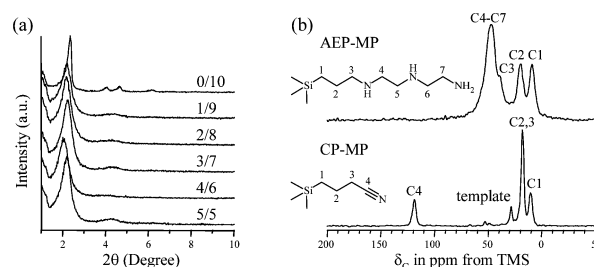 (a)
Intensity (a.u.)
0/10
1/9
2/8
3/7
4/6
5/5
2 4 6 8 10
2θ (Degree)
(b)
AEP-MP
C4-C7
C3
C2 C1
Si 1 2 3 N H 4 5 H N 6 7 NH2
CP-MP
C2,3
C4
template
C1
Si 1 2 3 4 N
200 150 100 50 0 5
δC in ppm from TMS